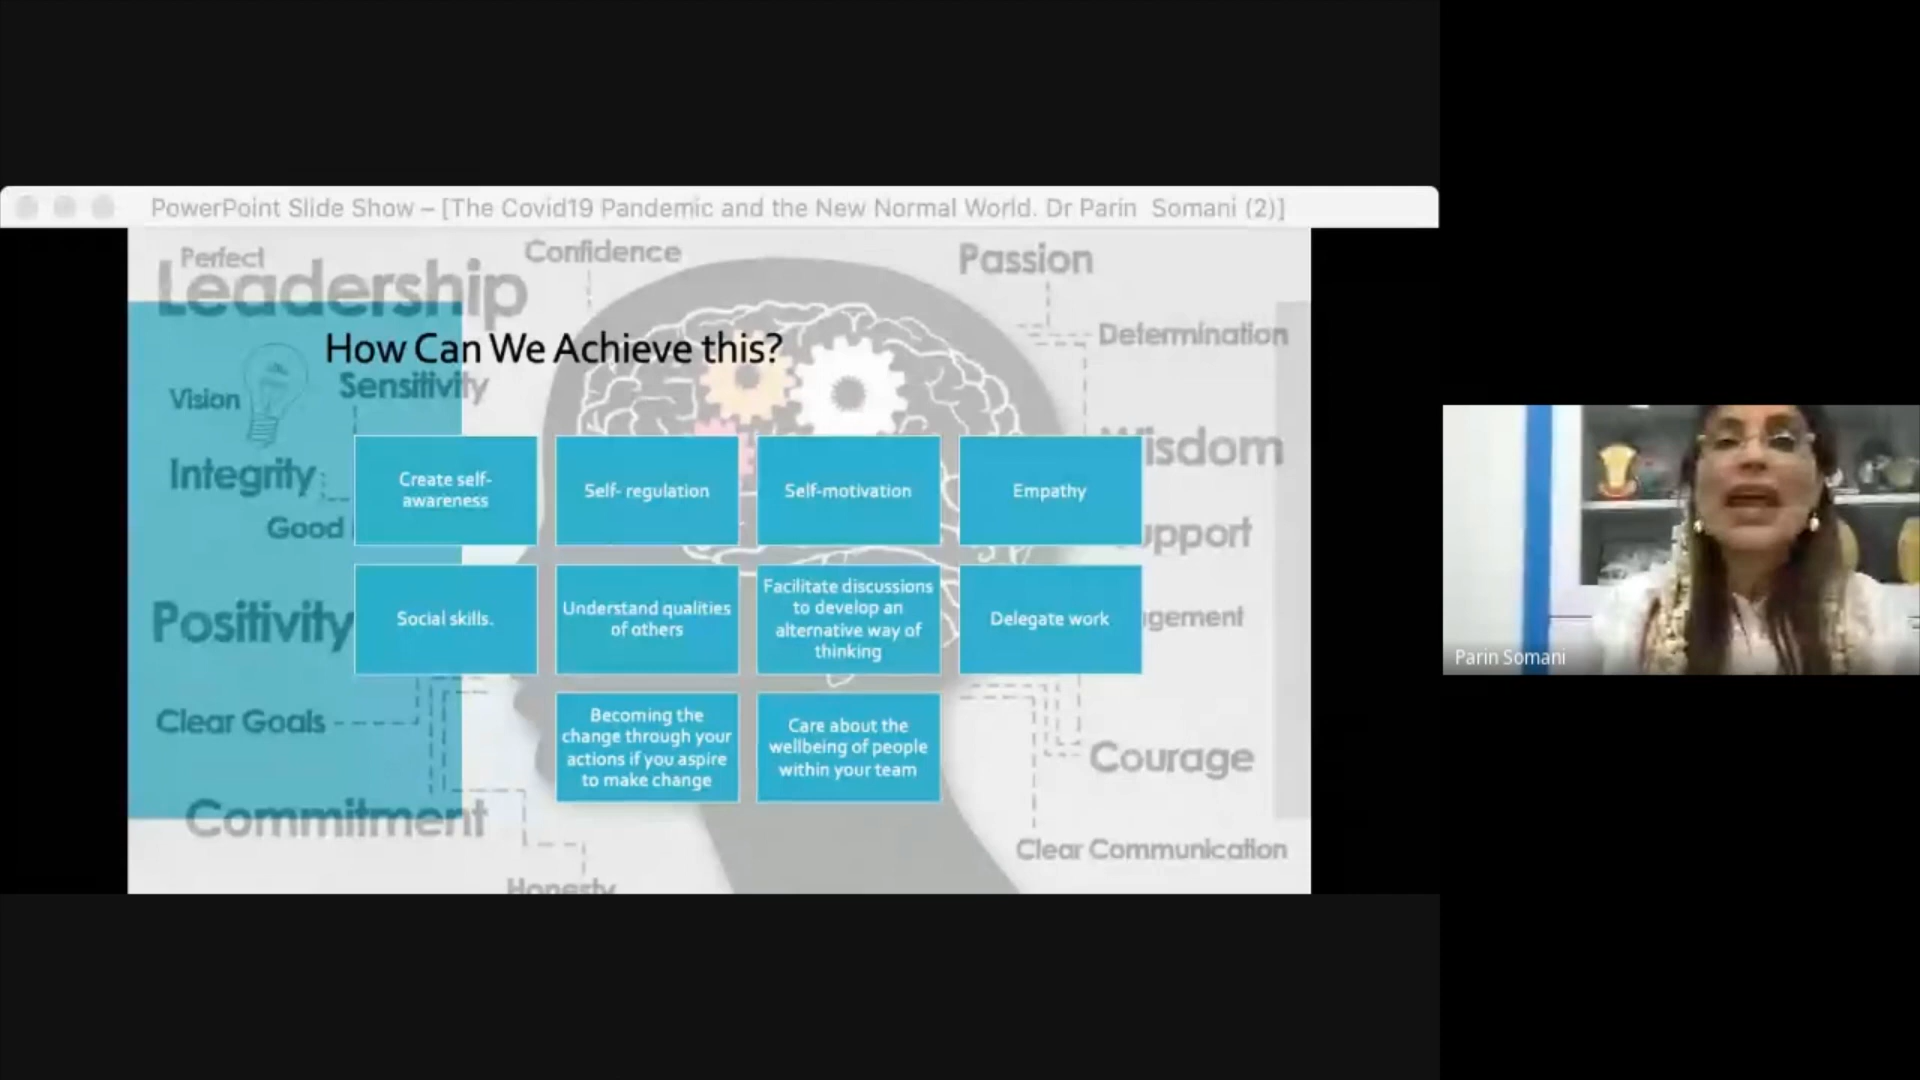 PowerPoint Slide Show – [The Covid19 Pandemic and the New Normal World. Dr Parin Somani (2)]
Perfect
Leadership
Confidence
Passion
Determination
How Can We Achieve this?
Vision
Sensitivity
Integrity
Wisdom
Good
Create self-
awareness
Self- regulation
Self-motivation
Empathy
Positivity
Social skills.
Understand qualities
of others
Facilitate discussions
to develop an
alternative way of
thinking
Delegate work
Clear Goals
Becoming the
change through your
actions if you aspire
to make change
Care about the
wellbeing of people
within your team
Courage
Commitment
Clear Communication
Honesty
Parin Somani